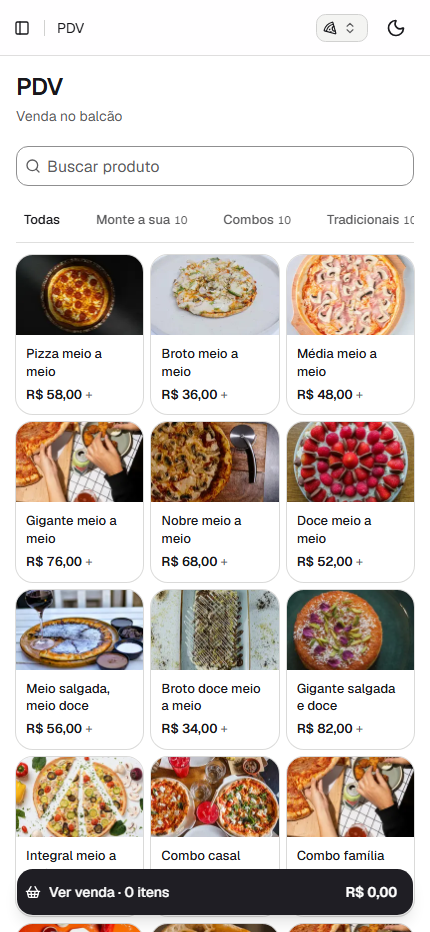 PDV
PDV
Venda no balcão
Buscar produto
Todas
Monte a sua 10
Combos 10
Tradicionais 10
Pizza meio a
meio
R$ 58,00 +
Broto meio a
meio
R$ 36,00 +
Média meio a
meio
R$ 48,00 +
Gigante meio a
meio
R$ 76,00 +
Nobre meio a
meio
R$ 68,00 +
Doce meio a
meio
R$ 52,00 +
Meio salgada,
meio doce
R$ 56,00 +
Broto doce meio
a meio
R$ 34,00 +
Gigante salgada
e doce
R$ 82,00 +
Integral meio a
Combo casal
Combo família
Ver venda · 0 itens
R$ 0,00